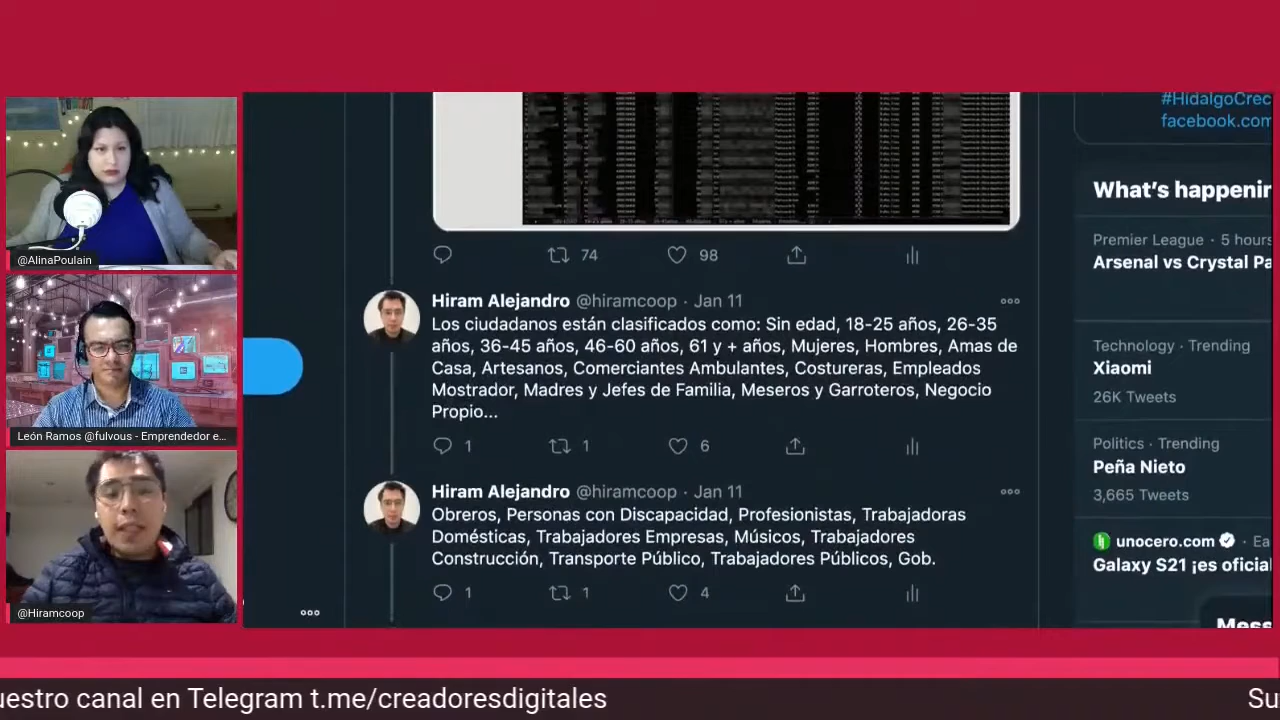 @AlinaPoulain
León Ramos @fulvous - Emprendedor e...
@Hiramcoop
74
98
Hiram Alejandro @hiramcoop · Jan 11
Los ciudadanos están clasificados como: Sin edad, 18-25 años, 26-35
años, 36-45 años, 46-60 años, 61 y + años, Mujeres, Hombres, Amas de
Casa, Artesanos, Comerciantes Ambulantes, Costureras, Empleados
Mostrador, Madres y Jefes de Familia, Meseros y Garroteros, Negocio
Propio...
1
1
6
Hiram Alejandro @hiramcoop · Jan 11
Obreros, Personas con Discapacidad, Profesionistas, Trabajadoras
Domésticas, Trabajadores Empresas, Músicos, Trabajadores
Construcción, Transporte Público, Trabajadores Públicos, Gob.
1
1
4
#HidalgoCrec
facebook.com
What's happenin
Premier League · 5 hours
Arsenal vs Crystal Pa
Technology · Trending
Xiaomi
26K Tweets
Politics · Trending
Peña Nieto
3,665 Tweets
unocero.com · Ea
Galaxy S21 ¡es oficial
Mess
uestro canal en Telegram t.me/creadoresdigitales
Su